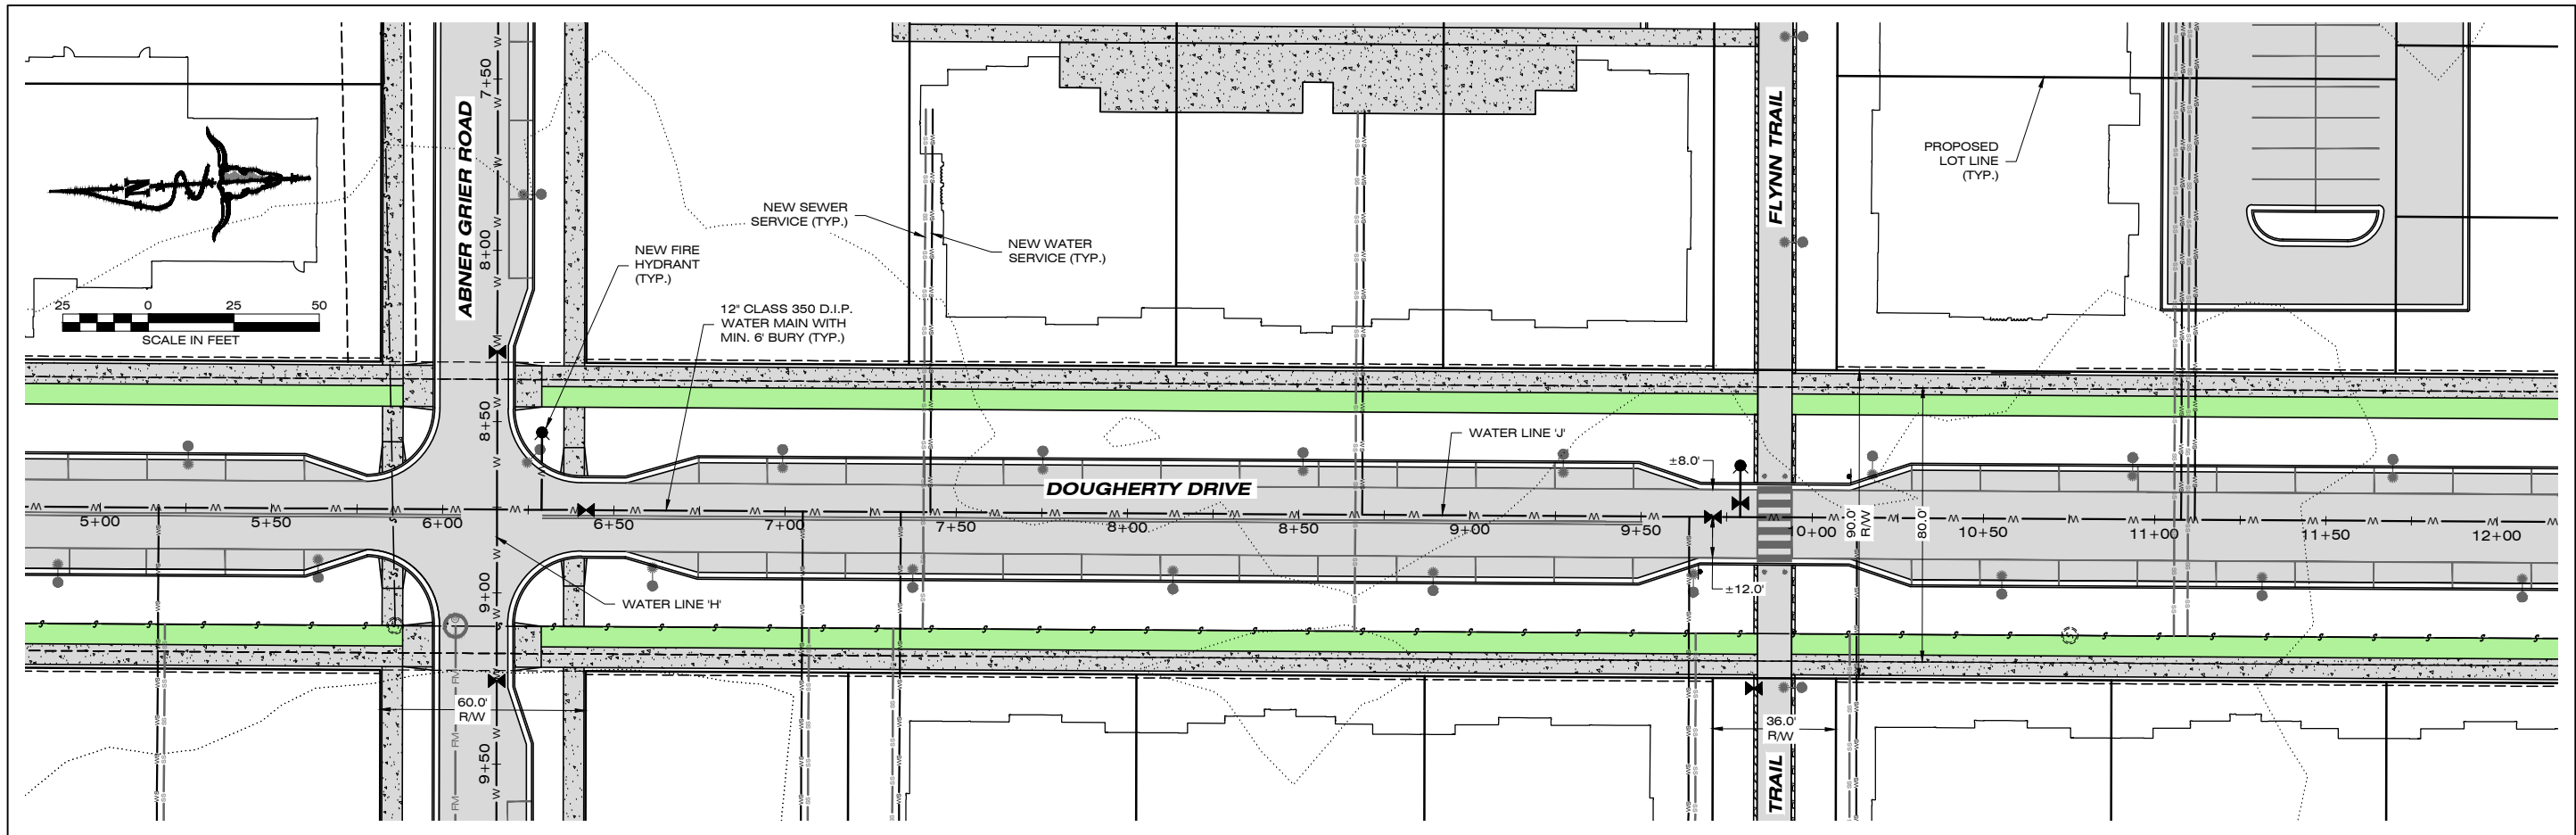 ABNER GRIER ROAD
7+50
8+00
8+50
9+00
9+50
N
25 0 25 50
SCALE IN FEET
NEW FIRE
HYDRANT
(TYP.)
12" CLASS 350 D.I.P.
WATER MAIN WITH
MIN. 6' BURY (TYP.)
NEW SEWER
SERVICE (TYP.)
NEW WATER
SERVICE (TYP.)
FLYNN TRAIL
PROPOSED
LOT LINE
(TYP.)
WATER LINE 'J'
±8.0'
DOUGHERTY DRIVE
5+00
5+50
6+00
6+50
7+00
7+50
8+00
8+50
9+00
9+50
10+00
10+50
11+00
11+50
12+00
90.0'
R/W
80.0'
±12.0'
WATER LINE 'H'
60.0'
R/W
36.0'
R/W
TRAIL
FM
FM
FM